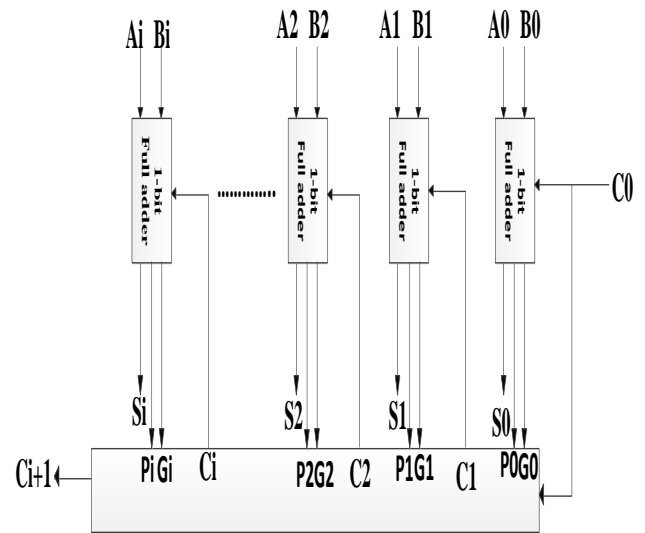 Ai Bi A2 B2 A1 B1 A0 B0
1-bit
Full adder
1-bit
Full adder
1-bit
Full adder
1-bit
Full adder
C0
Si S2 S1 S0
Pi Gi Ci P2G2 C2 P1G1 C1 P0G0
Ci+1